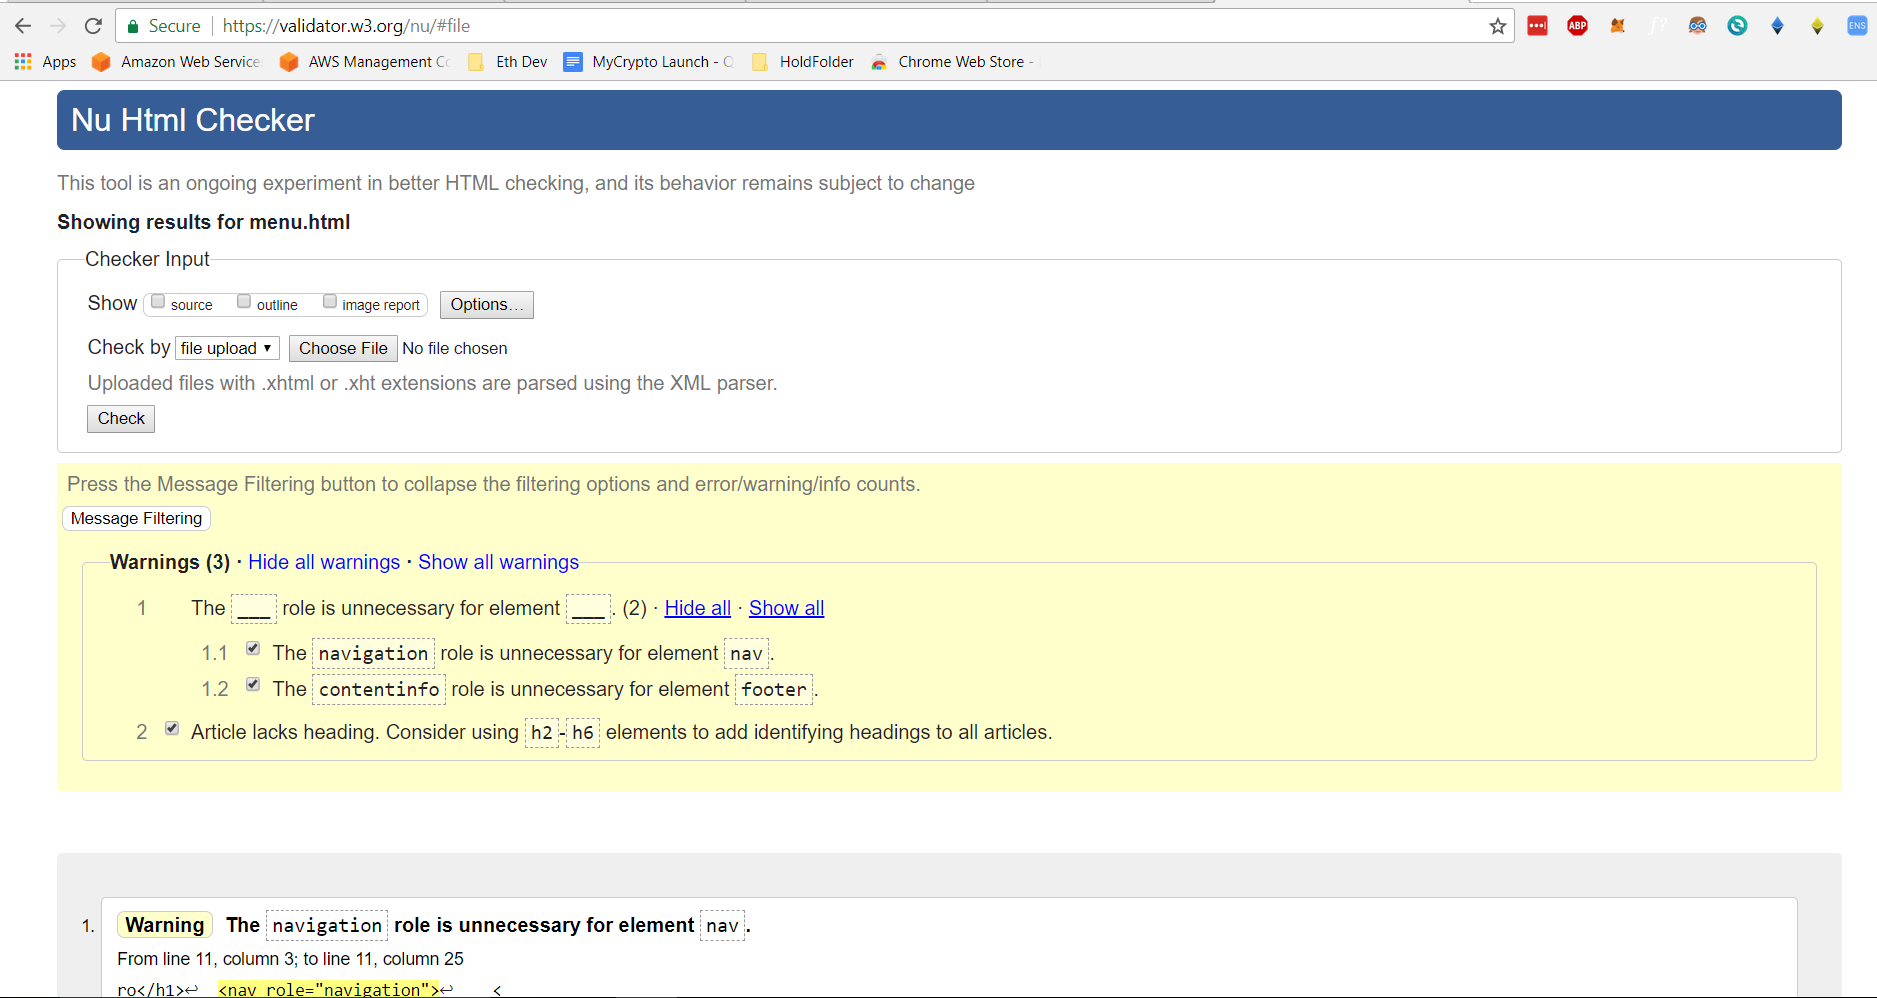 Secure https://validator.w3.org/nu/#file
ABP ENS
Apps Amazon Web Service AWS Management Eth Dev MyCrypto Launch - HoldFolder Chrome Web Store -
Nu Html Checker
This tool is an ongoing experiment in better HTML checking, and its behavior remains subject to change
Showing results for menu.html
Checker Input
Show source outline image report Options...
Check by file upload ▼ Choose File No file chosen
Uploaded files with .xhtml or .xht extensions are parsed using the XML parser.
Check
Press the Message Filtering button to collapse the filtering options and error/warning/info counts.
Message Filtering
Warnings (3) · Hide all warnings · Show all warnings
1 The ___ role is unnecessary for element ___. (2) · Hide all · Show all
1.1 The navigation role is unnecessary for element nav.
1.2 The contentinfo role is unnecessary for element footer.
2 Article lacks heading. Consider using h2-h6 elements to add identifying headings to all articles.
1. Warning The navigation role is unnecessary for element nav.
From line 11, column 3; to line 11, column 25
ro</h1>↩ <nav role="navigation">↩ <